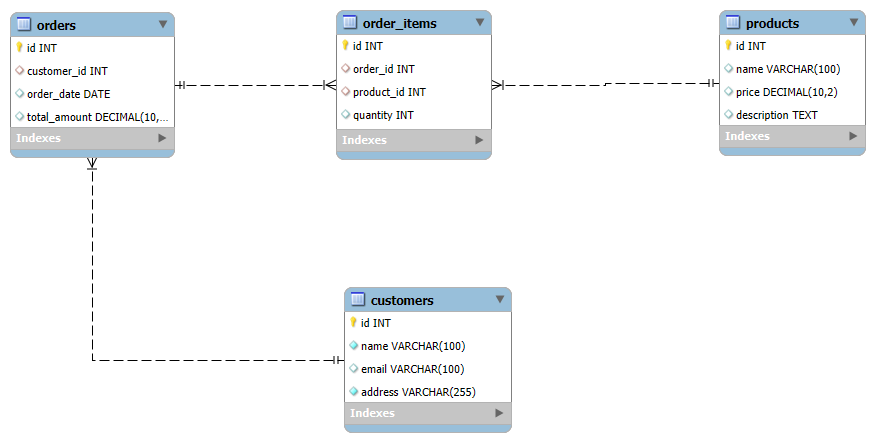 orders
id INT
customer_id INT
order_date DATE
total_amount DECIMAL(10,...
Indexes
order_items
id INT
order_id INT
product_id INT
quantity INT
Indexes
products
id INT
name VARCHAR(100)
price DECIMAL(10,2)
description TEXT
Indexes
customers
id INT
name VARCHAR(100)
email VARCHAR(100)
address VARCHAR(255)
Indexes